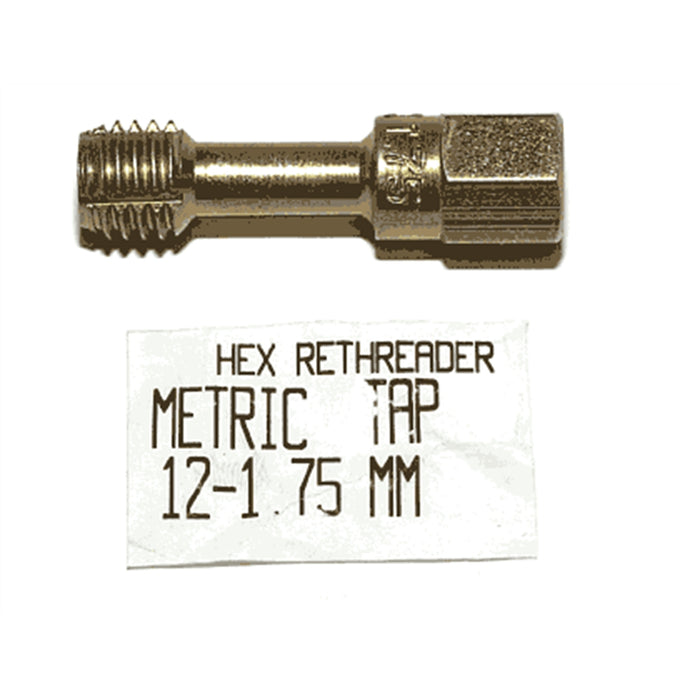 HEX RETHREADER
METRIC TAP
12-1.75 MM